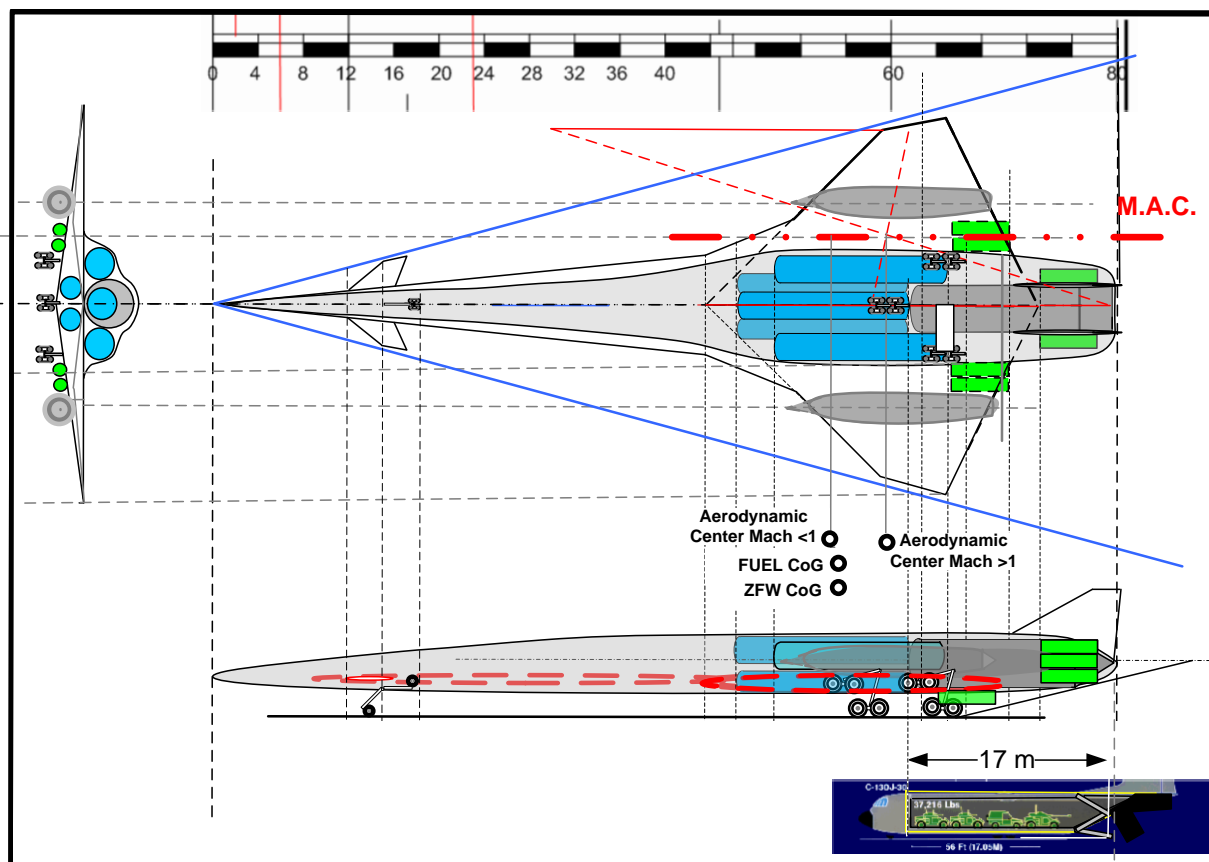 0 4 8 12 16 20 24 28 32 36 40 60 80
M.A.C.
Aerodynamic
Center Mach <1
Aerodynamic
Center Mach >1
FUEL CoG
ZFW CoG
17 m
C-130J-30
37,216 Lbs.
56 Ft (17.05M)